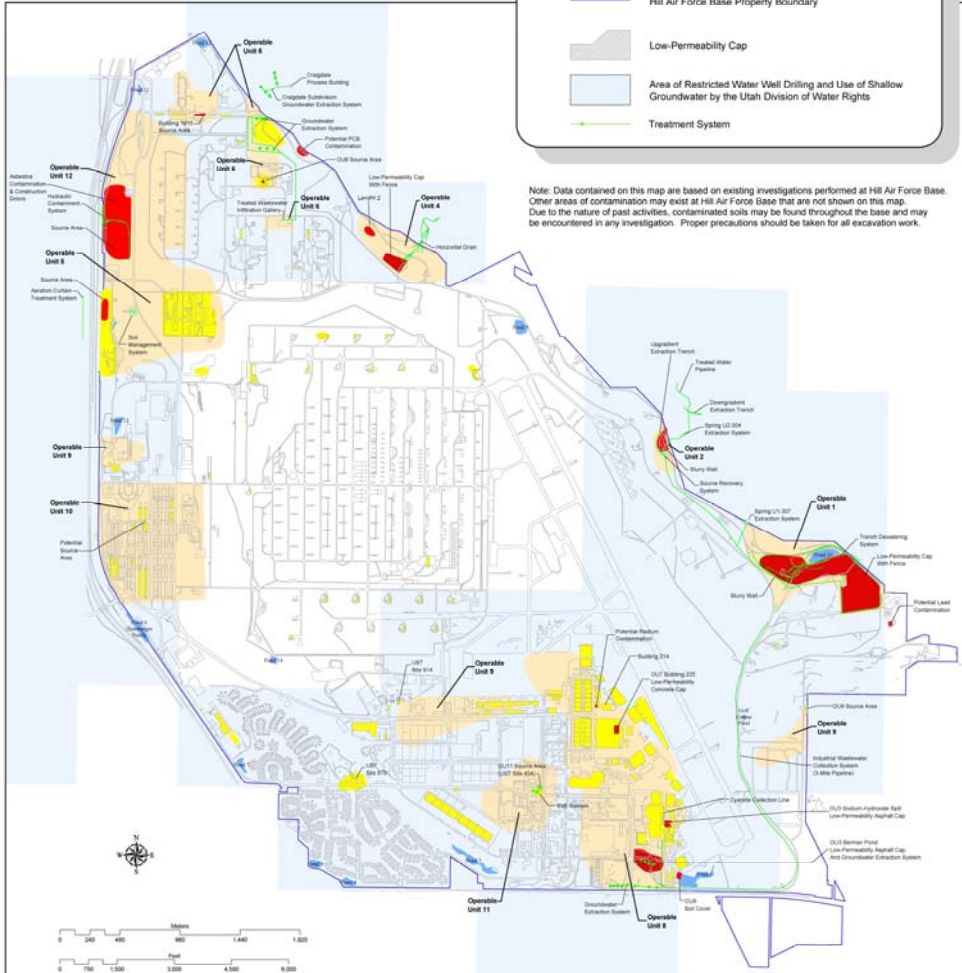 Hill Air Force Base Property Boundary
Low-Permeability Cap
Area of Restricted Water Well Drilling and Use of Shallow
Groundwater by the Utah Division of Water Rights
Treatment System
Note: Data contained on this map are based on existing investigations performed at Hill Air Force Base.
Other areas of contamination may exist at Hill Air Force Base that are not shown on this map.
Due to the nature of past activities, contaminated soils may be found throughout the base and may
be encountered in any investigation. Proper precautions should be taken for all excavation work.
Operable
Unit 6
Craigdale
Process Building
Craigdale Subdivision
Groundwater Extraction System
Building 1915
Source Area
Groundwater
Extraction System
Potential PCB
Contamination
Operable
Unit 6
OU6 Source Area
Operable
Unit 12
Asbestos
Contamination
& Construction
Debris
Hydraulic
Containment
System
Source Area
Low-Permeability Cap
With Fence
Landfill 2
Operable
Unit 4
Treated Wastewater
Infiltration Gallery
Operable
Unit 6
Horizontal Drain
Operable
Unit 5
Source Area
Aeration Curtain
Treatment System
Soil
Management
System
Upgradient
Extraction Trench
Treated Water
Pipeline
Downgradient
Extraction Trench
Spring U2-304
Extraction System
Operable
Unit 2
Slurry Wall
Source Recovery
System
Operable
Unit 9
Operable
Unit 10
Potential
Source
Area
Spring U1-307
Extraction System
Operable
Unit 1
Trench Dewatering
System
Low-Permeability Cap
With Fence
Slurry Wall
Potential Lead
Contamination
Potential Radium
Contamination
Building 214
OU7 Building 225
Low-Permeability
Concrete Cap
UST
Operable
Unit 9
Golf
Course
Pond
OU9 Source Area
Operable
Unit 9
Industrial Wastewater
Collection System
(3-Mile Pipeline)
UST
Site 870
OU11 Source Area
(UST Site 454)
SVE System
Cyanide Collection Line
OU3 Sodium-Hydroxide Spill
Low-Permeability Asphalt Cap
OU3 Berman Pond
Low-Permeability Asphalt Cap
And Groundwater Extraction System
Operable
Unit 11
Groundwater
Extraction System
Operable
Unit 8
OU9
Soil Cover
N
W E
S
Meters
0 240 480 960 1,440 1,920
Feet
0 750 1,500 3,000 4,500 6,000